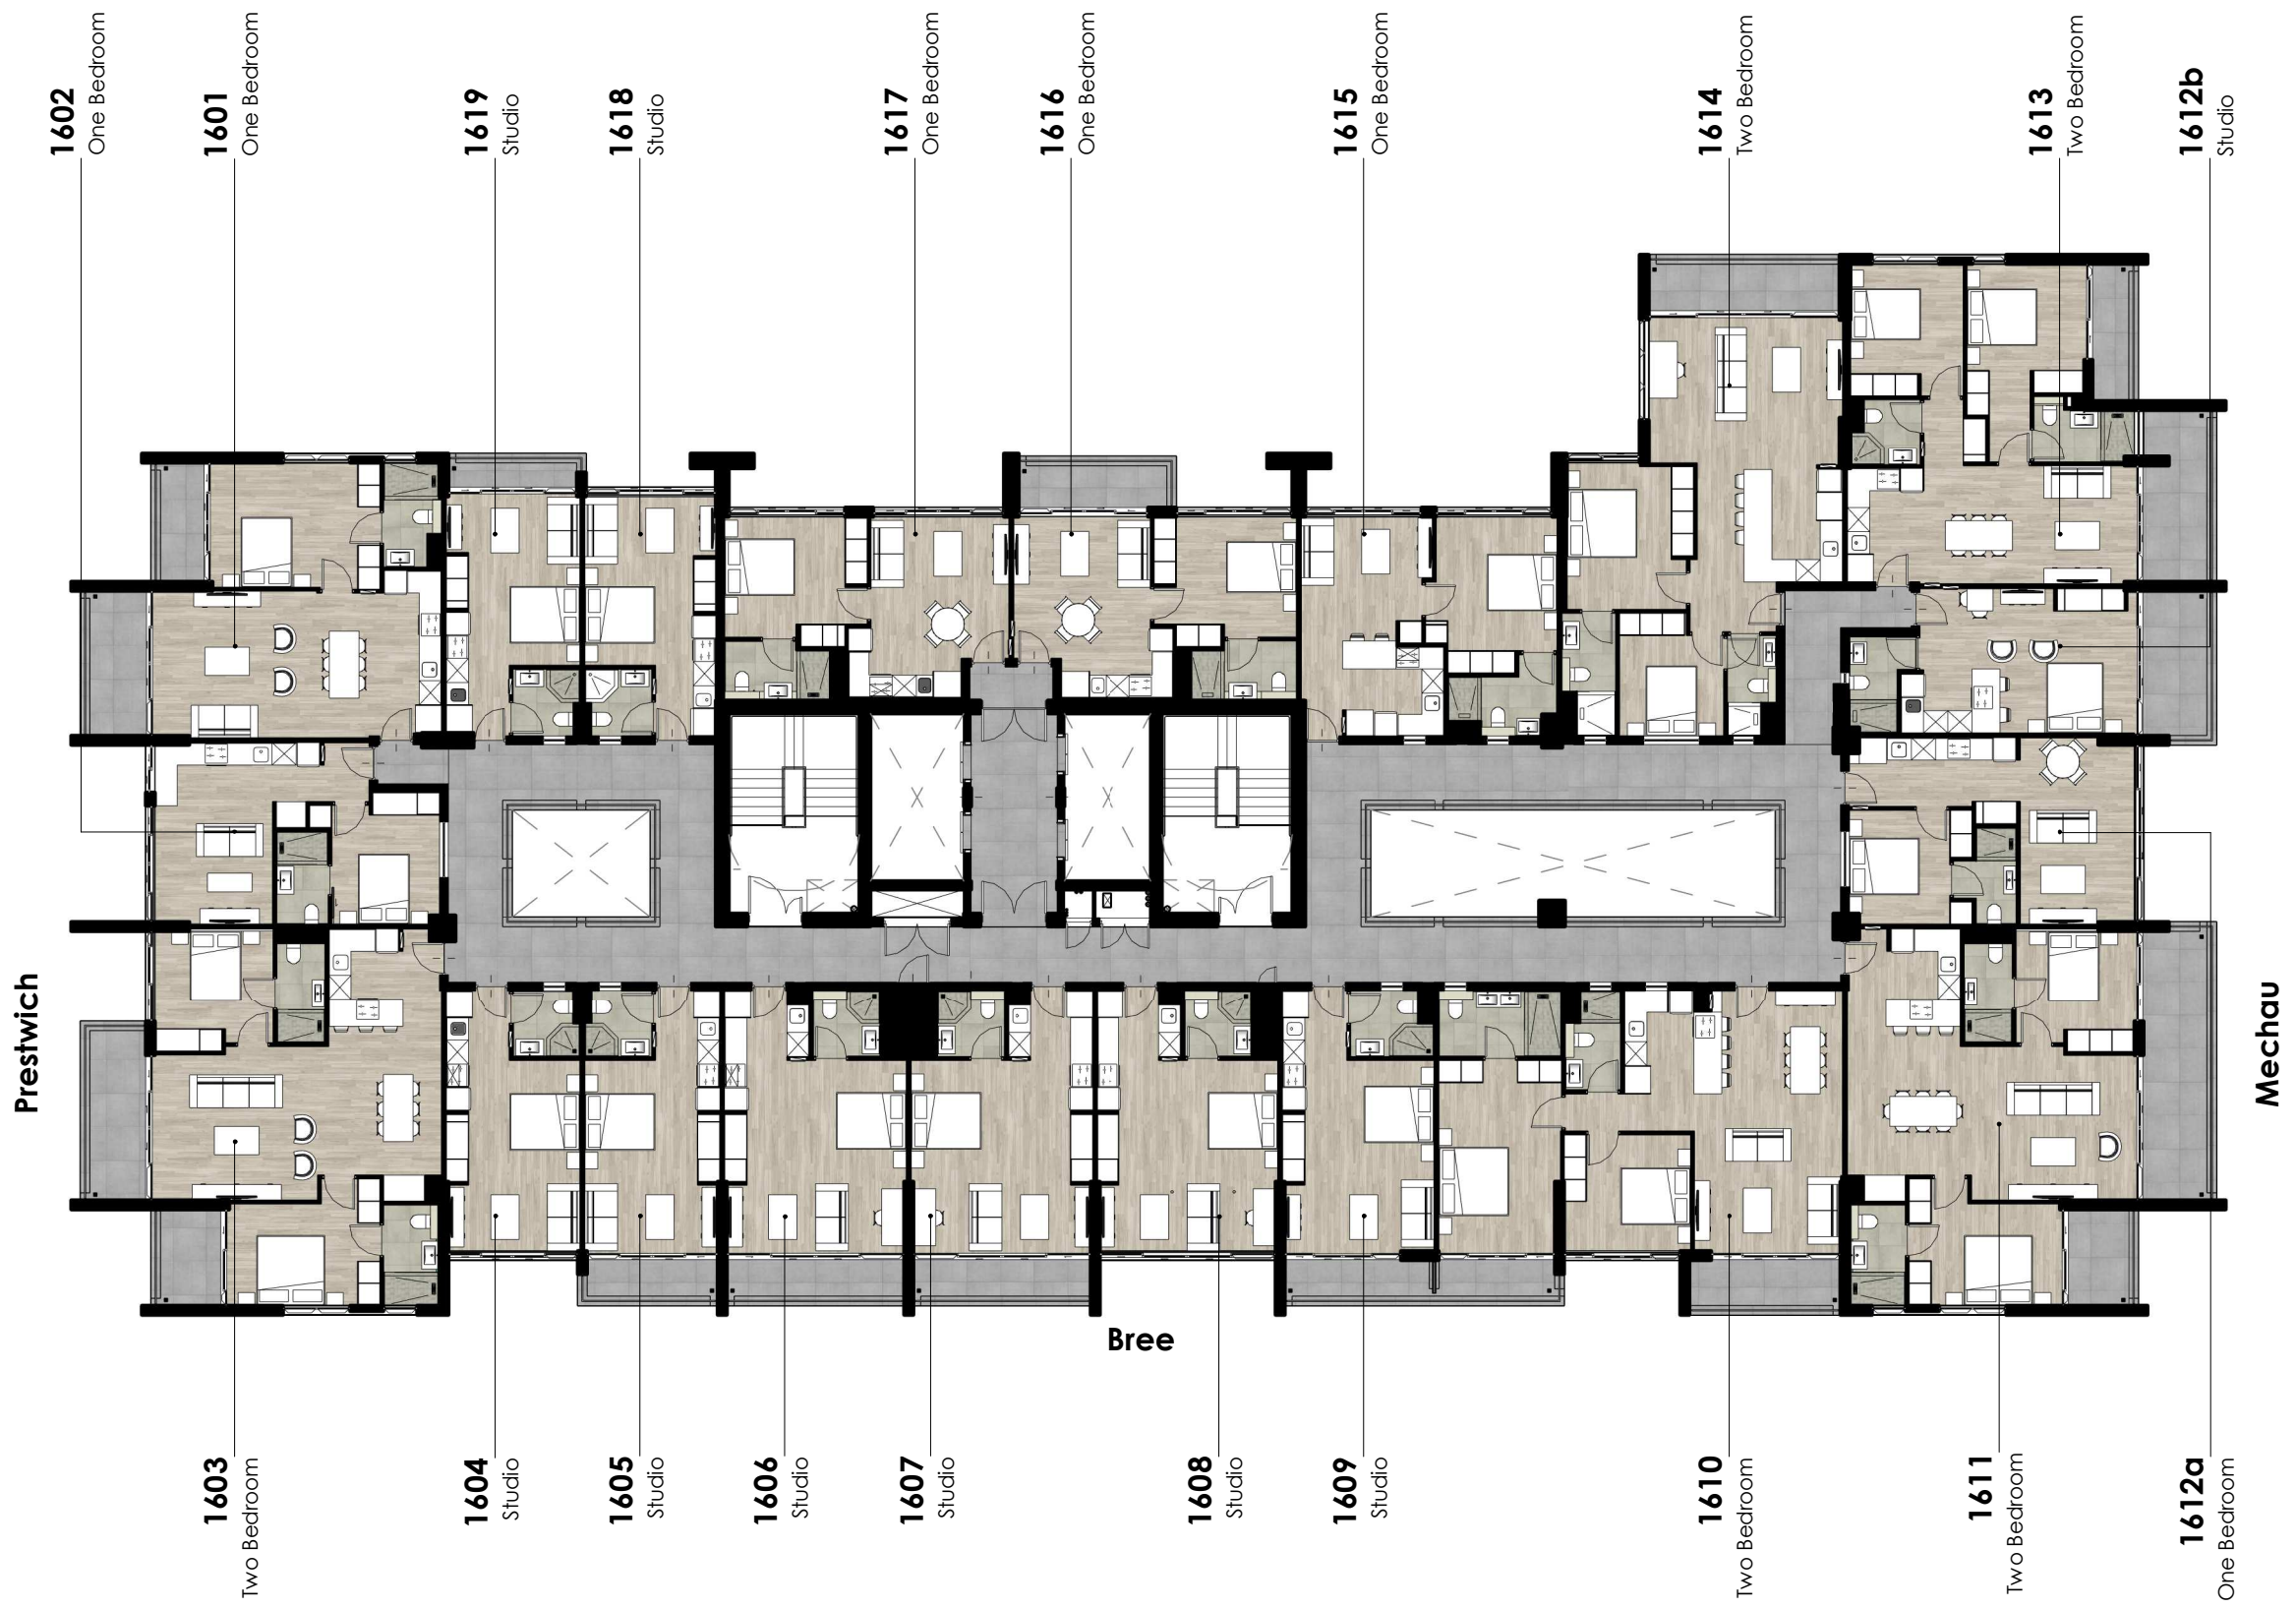 1602
One Bedroom
1601
One Bedroom
1619
Studio
1618
Studio
1617
One Bedroom
1616
One Bedroom
1615
One Bedroom
1614
Two Bedroom
1613
Two Bedroom
1612b
Studio
Prestwich
Mechau
Bree
1603
Two Bedroom
1604
Studio
1605
Studio
1606
Studio
1607
Studio
1608
Studio
1609
Studio
1610
Two Bedroom
1611
Two Bedroom
1612a
One Bedroom